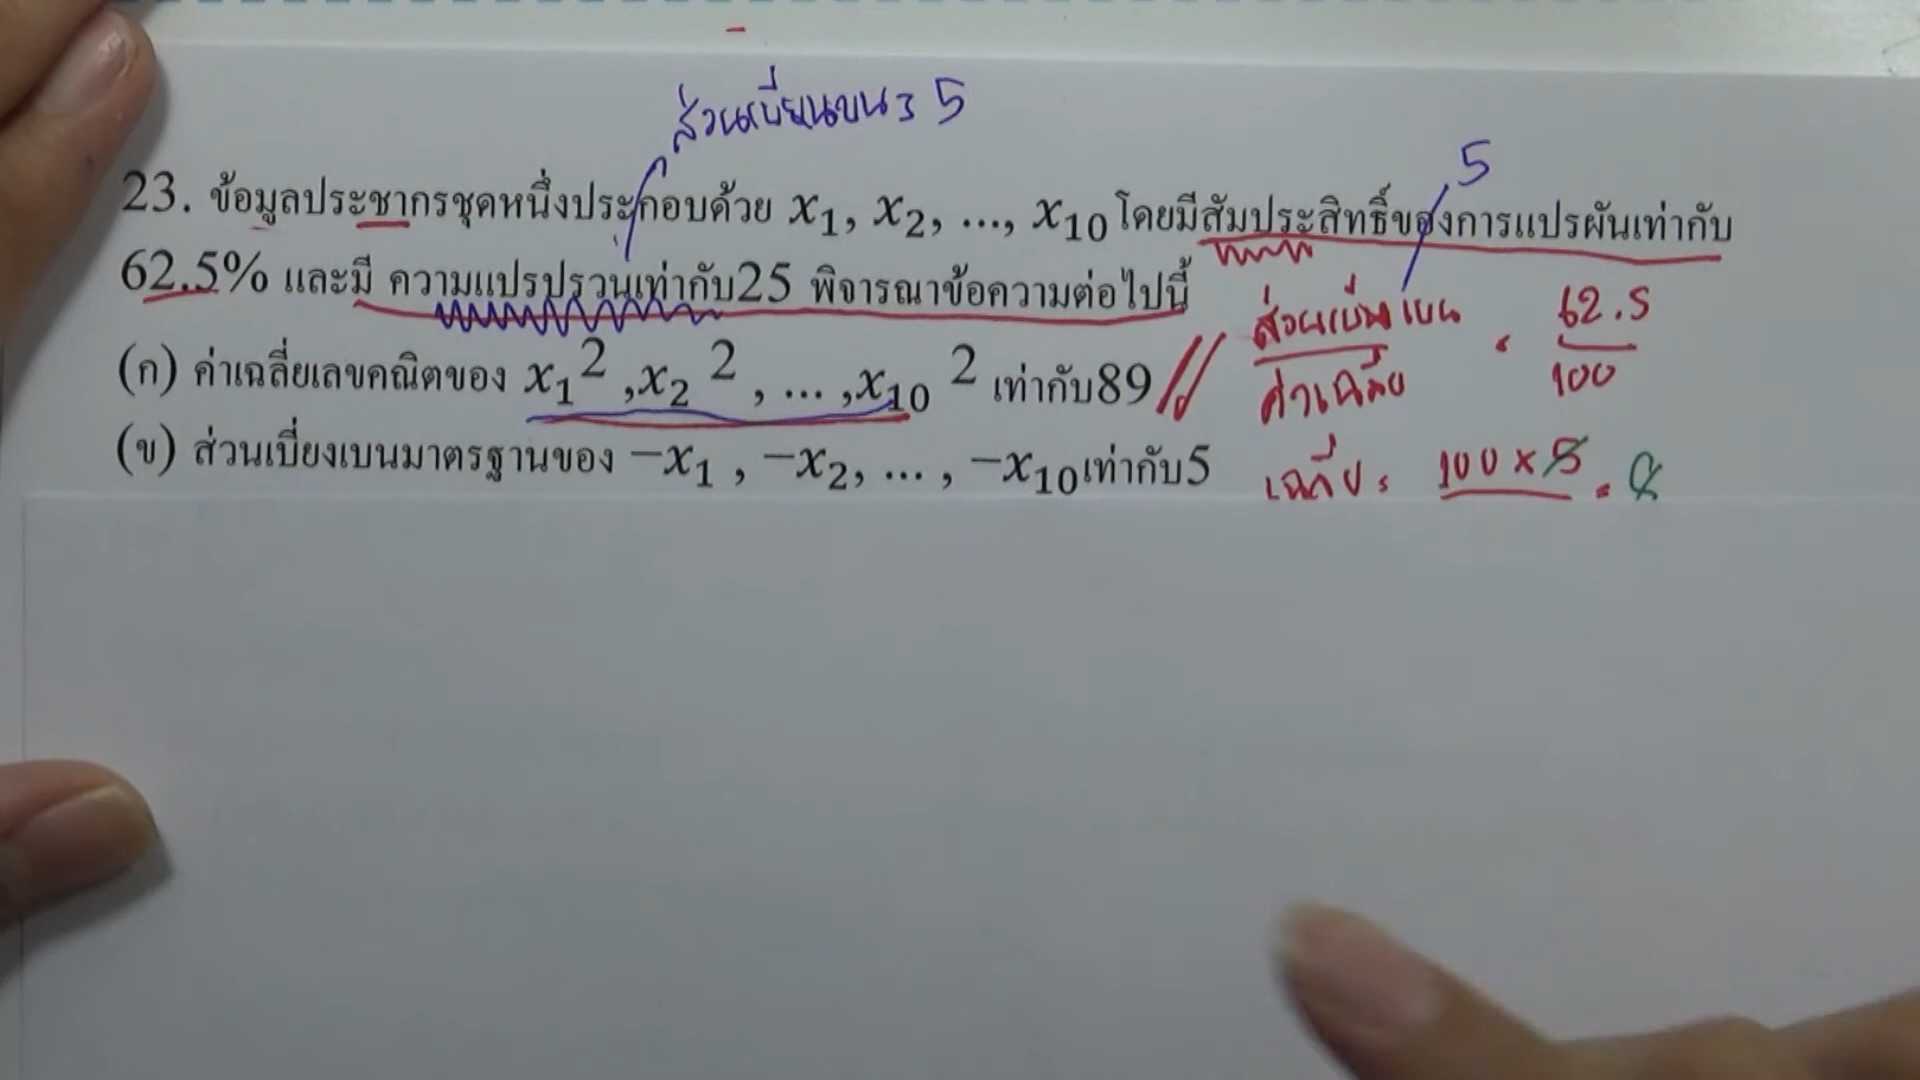 ส่วนเบี่ยนเบน = 5
5
23. ข้อมูลประชากรชุดหนึ่งประกอบด้วย x₁, x₂, ..., x₁₀ โดยมีสัมประสิทธิ์ของการแปรผันเท่ากับ
62.5% และมี ความแปรปรวนเท่ากับ25 พิจารณาข้อความต่อไปนี้
(ก) ค่าเฉลี่ยเลขคณิตของ x₁² ,x₂² , ... ,x₁₀² เท่ากับ89
(ข) ส่วนเบี่ยงเบนมาตรฐานของ −x₁ , −x₂, ... , −x₁₀เท่ากับ5
ส่วนเบี่ยงเบน = 62.5
ค่าเฉลี่ย 100
เฉลี่ย = 100 x 5 = 8